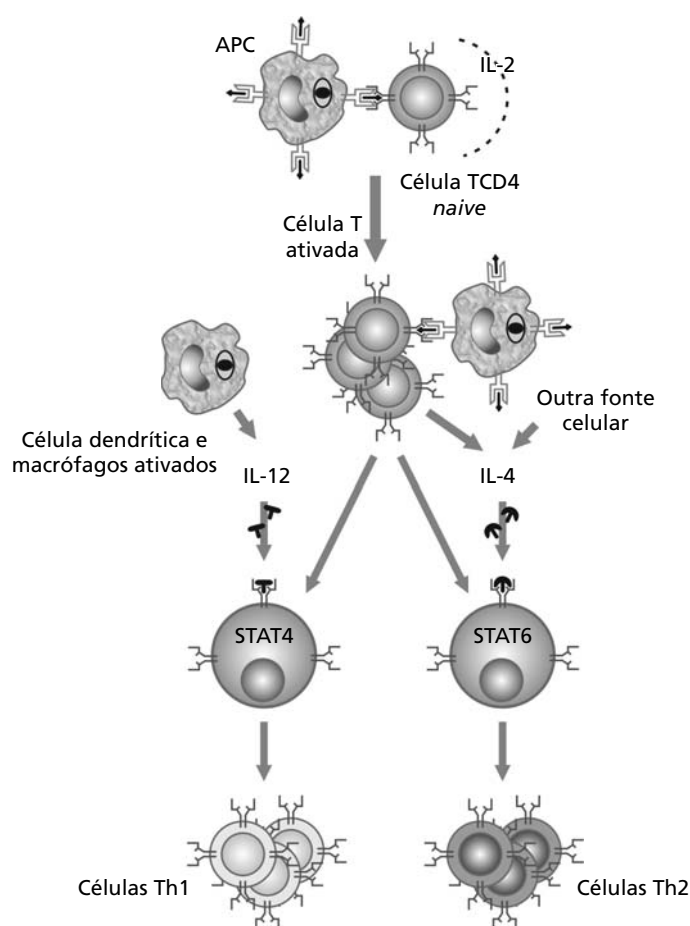 APC
IL-2
Célula TCD4
naive
Célula T
ativada
Outra fonte
celular
Célula dendrítica e
macrófagos ativados
IL-12
IL-4
STAT4
STAT6
Células Th1
Células Th2